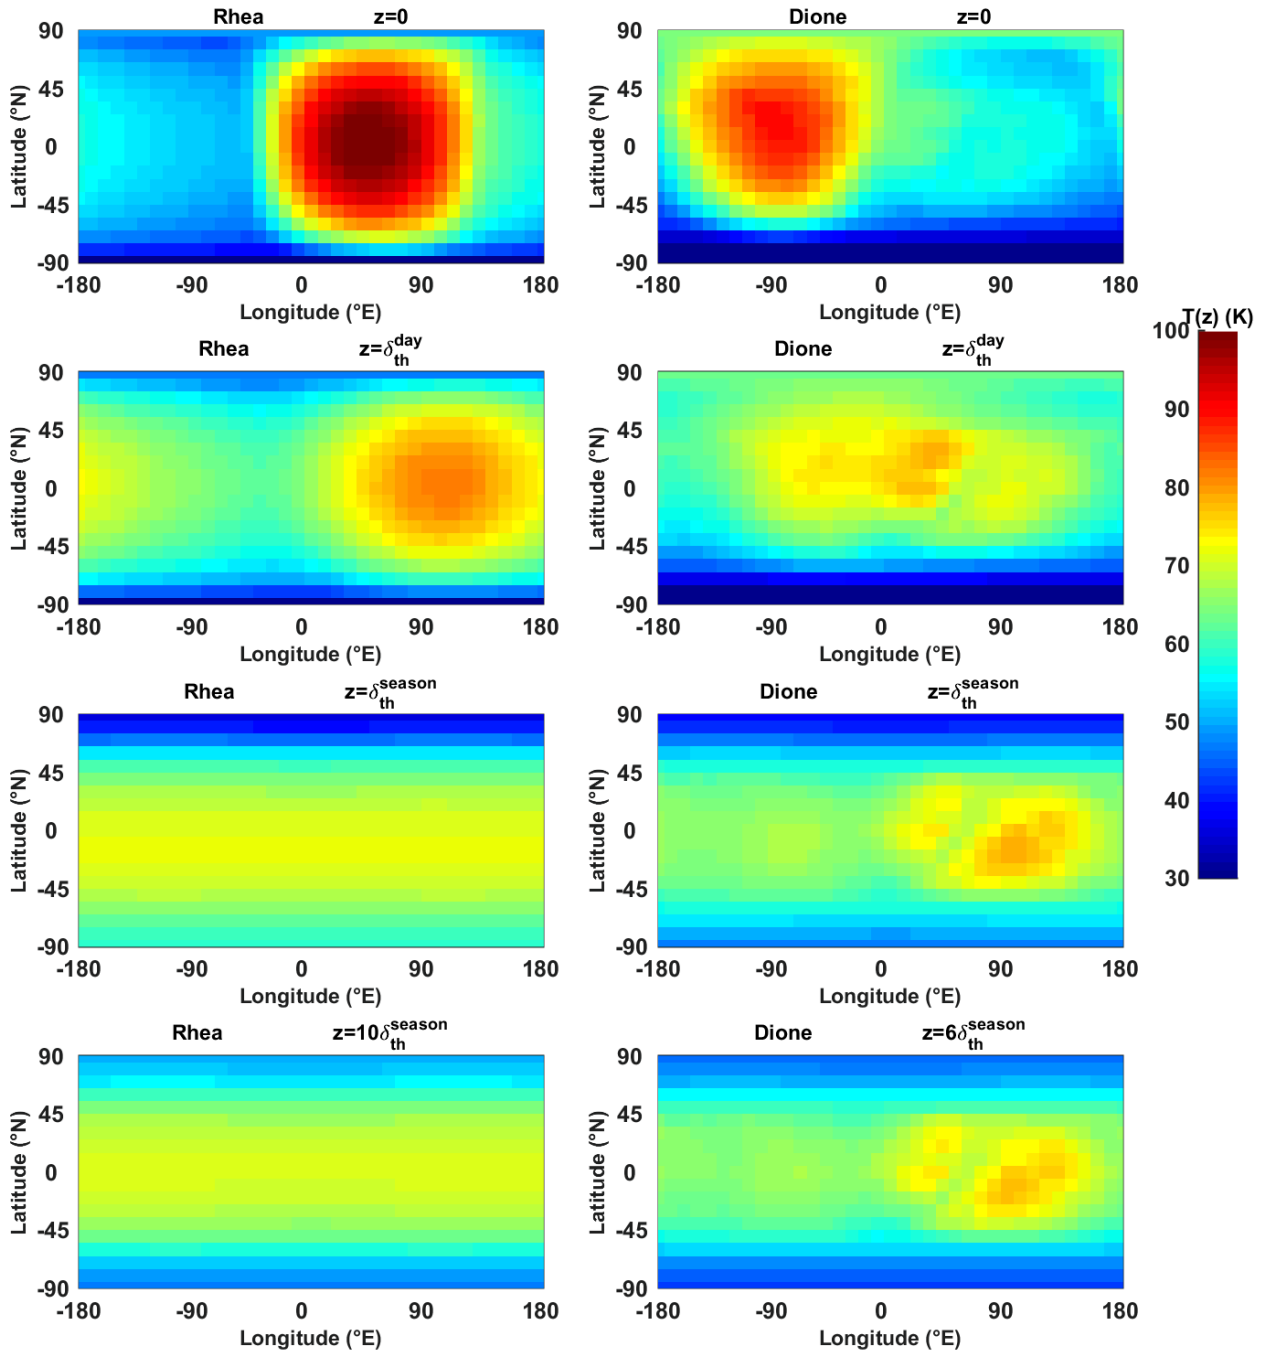 Rhea z=0
90
45
0
-45
-90
Latitude (°N)
-180 -90 0 90 180
Longitude (°E)
Dione z=0
90
45
0
-45
-90
Latitude (°N)
-180 -90 0 90 180
Longitude (°E)
Rhea z=δ_th^day
90
45
0
-45
-90
Latitude (°N)
-180 -90 0 90 180
Longitude (°E)
Dione z=δ_th^day
90
45
0
-45
-90
Latitude (°N)
-180 -90 0 90 180
Longitude (°E)
T(z) (K)
100
90
80
70
60
50
40
30
Rhea z=δ_th^season
90
45
0
-45
-90
Latitude (°N)
-180 -90 0 90 180
Longitude (°E)
Dione z=δ_th^season
90
45
0
-45
-90
Latitude (°N)
-180 -90 0 90 180
Longitude (°E)
Rhea z=10δ_th^season
90
45
0
-45
-90
Latitude (°N)
-180 -90 0 90 180
Longitude (°E)
Dione z=6δ_th^season
90
45
0
-45
-90
Latitude (°N)
-180 -90 0 90 180
Longitude (°E)